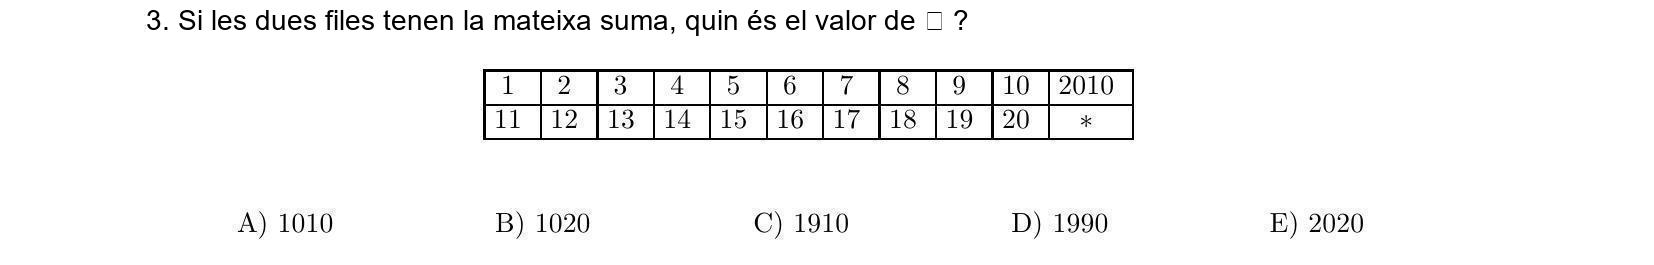 3. Si les dues files tenen la mateixa suma, quin és el valor de □ ?
1 2 3 4 5 6 7 8 9 10 2010
11 12 13 14 15 16 17 18 19 20 *
A) 1010 B) 1020 C) 1910 D) 1990 E) 2020